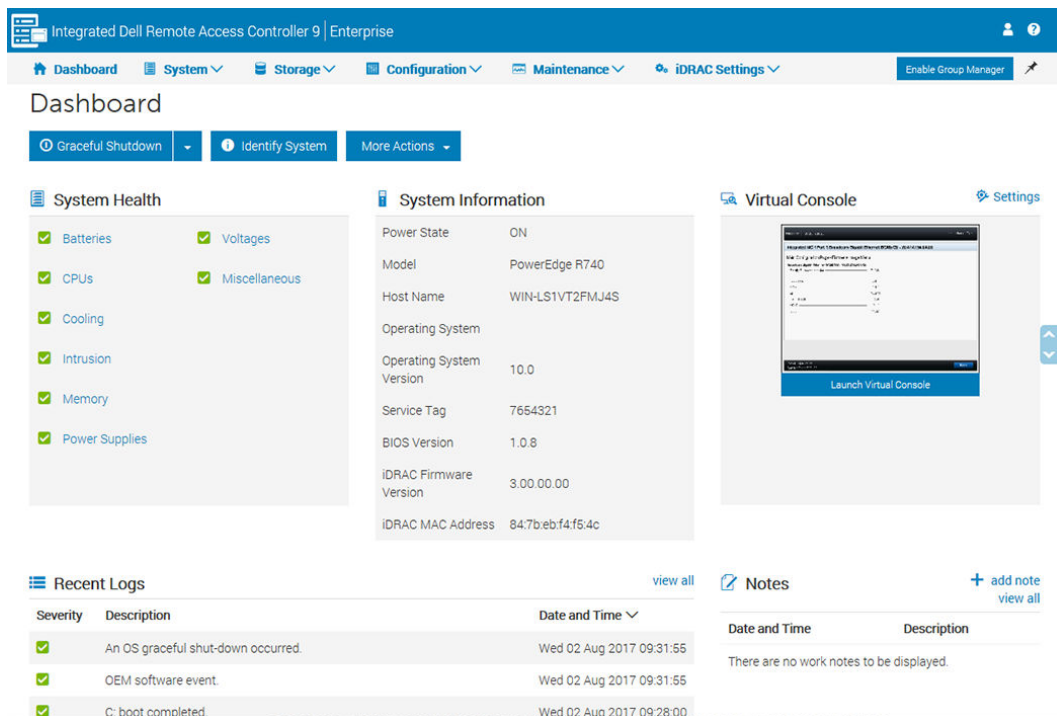 Integrated Dell Remote Access Controller 9 | Enterprise
Dashboard System Storage Configuration Maintenance iDRAC Settings Enable Group Manager
Dashboard
Graceful Shutdown Identify System More Actions
System Health
Batteries Voltages
CPUs Miscellaneous
Cooling
Intrusion
Memory
Power Supplies
System Information
Power State ON
Model PowerEdge R740
Host Name WIN-LS1VT2FMJ4S
Operating System
Operating System
Version 10.0
Service Tag 7654321
BIOS Version 1.0.8
iDRAC Firmware
Version 3.00.00.00
iDRAC MAC Address 84:7b:eb:f4:f5:4c
Virtual Console Settings
Launch Virtual Console
Recent Logs view all
Severity Description Date and Time
An OS graceful shut-down occurred. Wed 02 Aug 2017 09:31:55
OEM software event. Wed 02 Aug 2017 09:31:55
C: boot completed. Wed 02 Aug 2017 09:28:00
Notes + add note
view all
Date and Time Description
There are no work notes to be displayed.